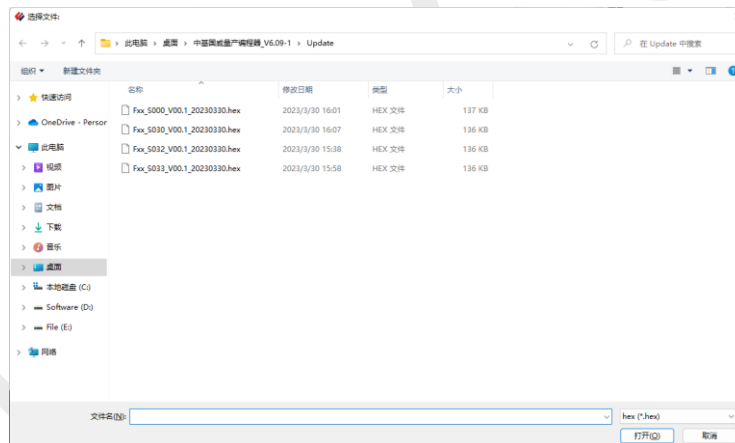 选择文件:
此电脑 › 桌面 › 中基国威量产编程器_V6.09-1 › Update
在 Update 中搜索
组织 新建文件夹
名称 修改日期 类型 大小
Fxx_S000_V00.1_20230330.hex 2023/3/30 16:01 HEX 文件 137 KB
Fxx_S030_V00.1_20230330.hex 2023/3/30 16:07 HEX 文件 136 KB
Fxx_S032_V00.1_20230330.hex 2023/3/30 15:38 HEX 文件 136 KB
Fxx_S033_V00.1_20230330.hex 2023/3/30 15:58 HEX 文件 136 KB
快速访问
OneDrive - Person
此电脑
视频
图片
文档
下载
音乐
桌面
本地磁盘 (C:)
Software (D:)
File (E:)
网络
文件名(N):
hex (*.hex)
打开(O) 取消